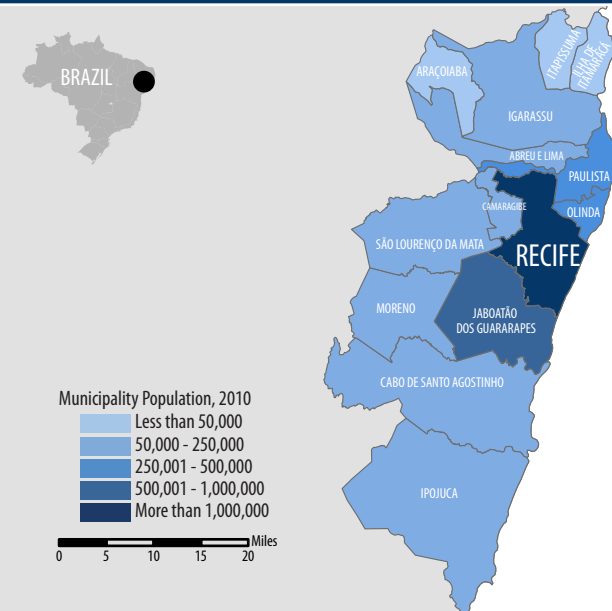 BRAZIL
ARAÇOIABA
ITAPISSUMA
ILHA DE
ITAMARACÁ
IGARASSU
ABREU E LIMA
PAULISTA
CAMARAGIBE
OLINDA
SÃO LOURENÇO DA MATA
RECIFE
MORENO
JABOATÃO
DOS GUARARAPES
CABO DE SANTO AGOSTINHO
IPOJUCA
Municipality Population, 2010
Less than 50,000
50,000 - 250,000
250,001 - 500,000
500,001 - 1,000,000
More than 1,000,000
Miles
0 5 10 15 20